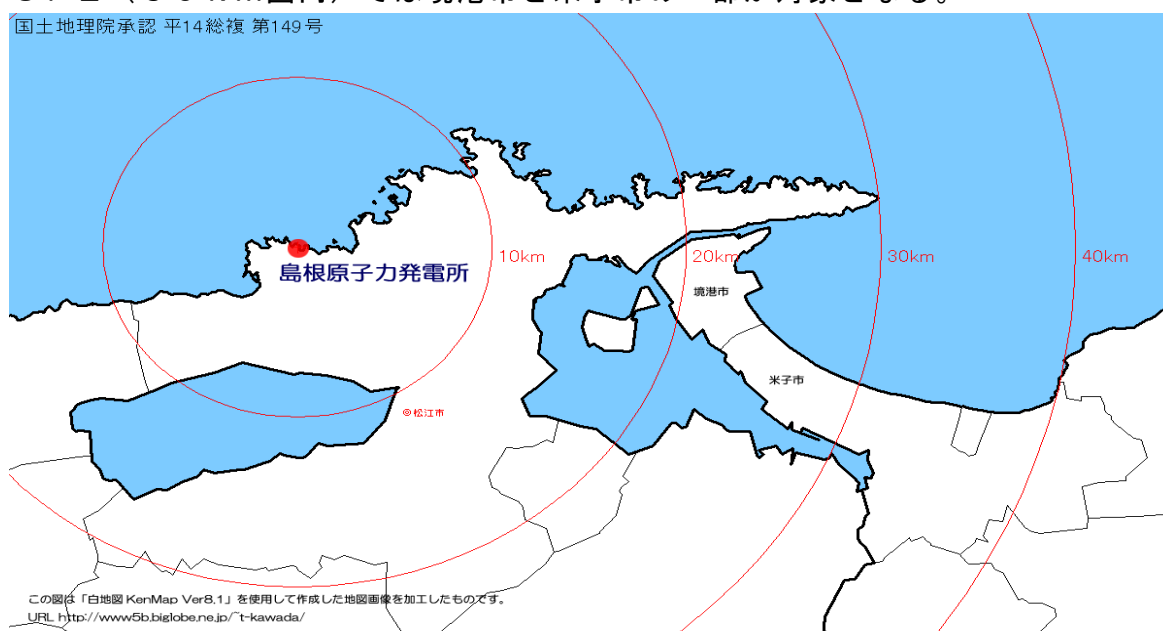 国土地理院承認 平14総複 第149号
島根原子力発電所
10km
20km
30km
40km
境港市
米子市
◎松江市
この図は「白地図 KenMap Ver8.1」を使用して作成した地図画像を加工したものです。
URL http://www5b.biglobe.ne.jp/~t-kawada/